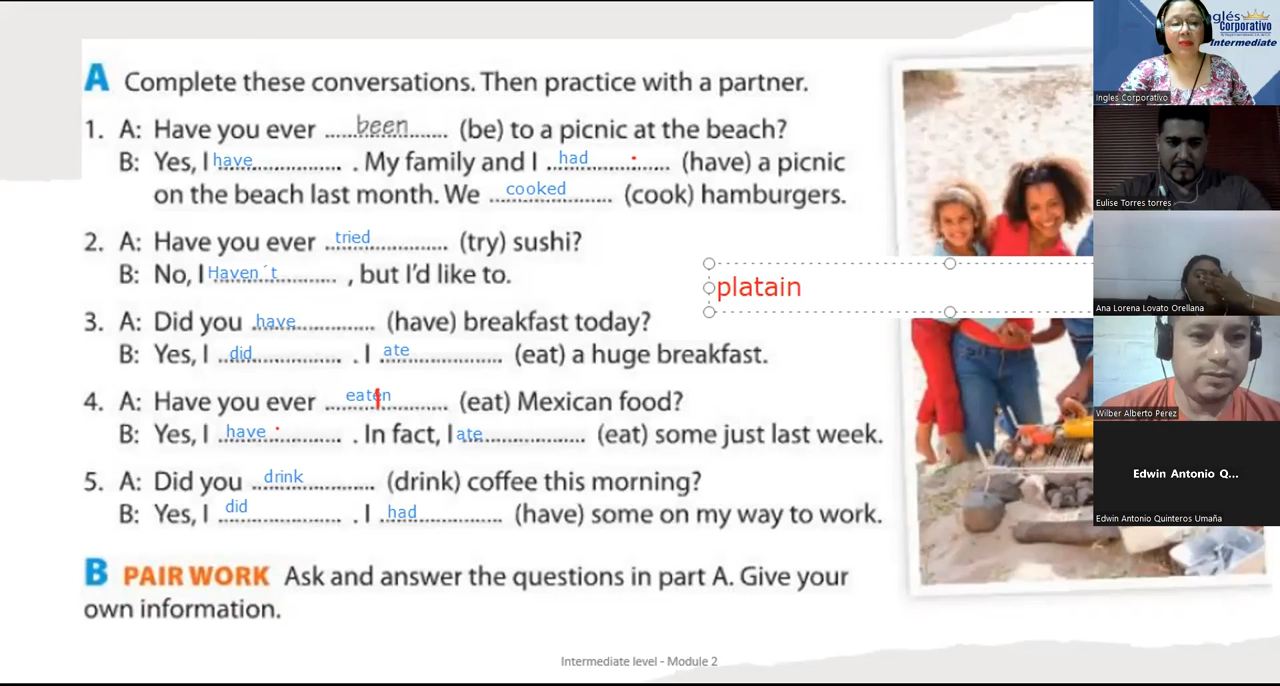 A Complete these conversations. Then practice with a partner.
1. A: Have you ever been (be) to a picnic at the beach?
B: Yes, I have . My family and I had (have) a picnic
on the beach last month. We cooked (cook) hamburgers.
2. A: Have you ever tried (try) sushi?
B: No, I Haven´t , but I'd like to.
platain
3. A: Did you have (have) breakfast today?
B: Yes, I did . I ate (eat) a huge breakfast.
4. A: Have you ever eaten (eat) Mexican food?
B: Yes, I have . In fact, I ate (eat) some just last week.
5. A: Did you drink (drink) coffee this morning?
B: Yes, I did . I had (have) some on my way to work.
B PAIR WORK Ask and answer the questions in part A. Give your
own information.
Intermediate level - Module 2
glés
Corporativo
Intermediate
Ingles Corporativo
Eulise Torres torres
Ana Lorena Lovato Orellana
Wilber Alberto Perez
Edwin Antonio Q...
Edwin Antonio Quinteros Umaña